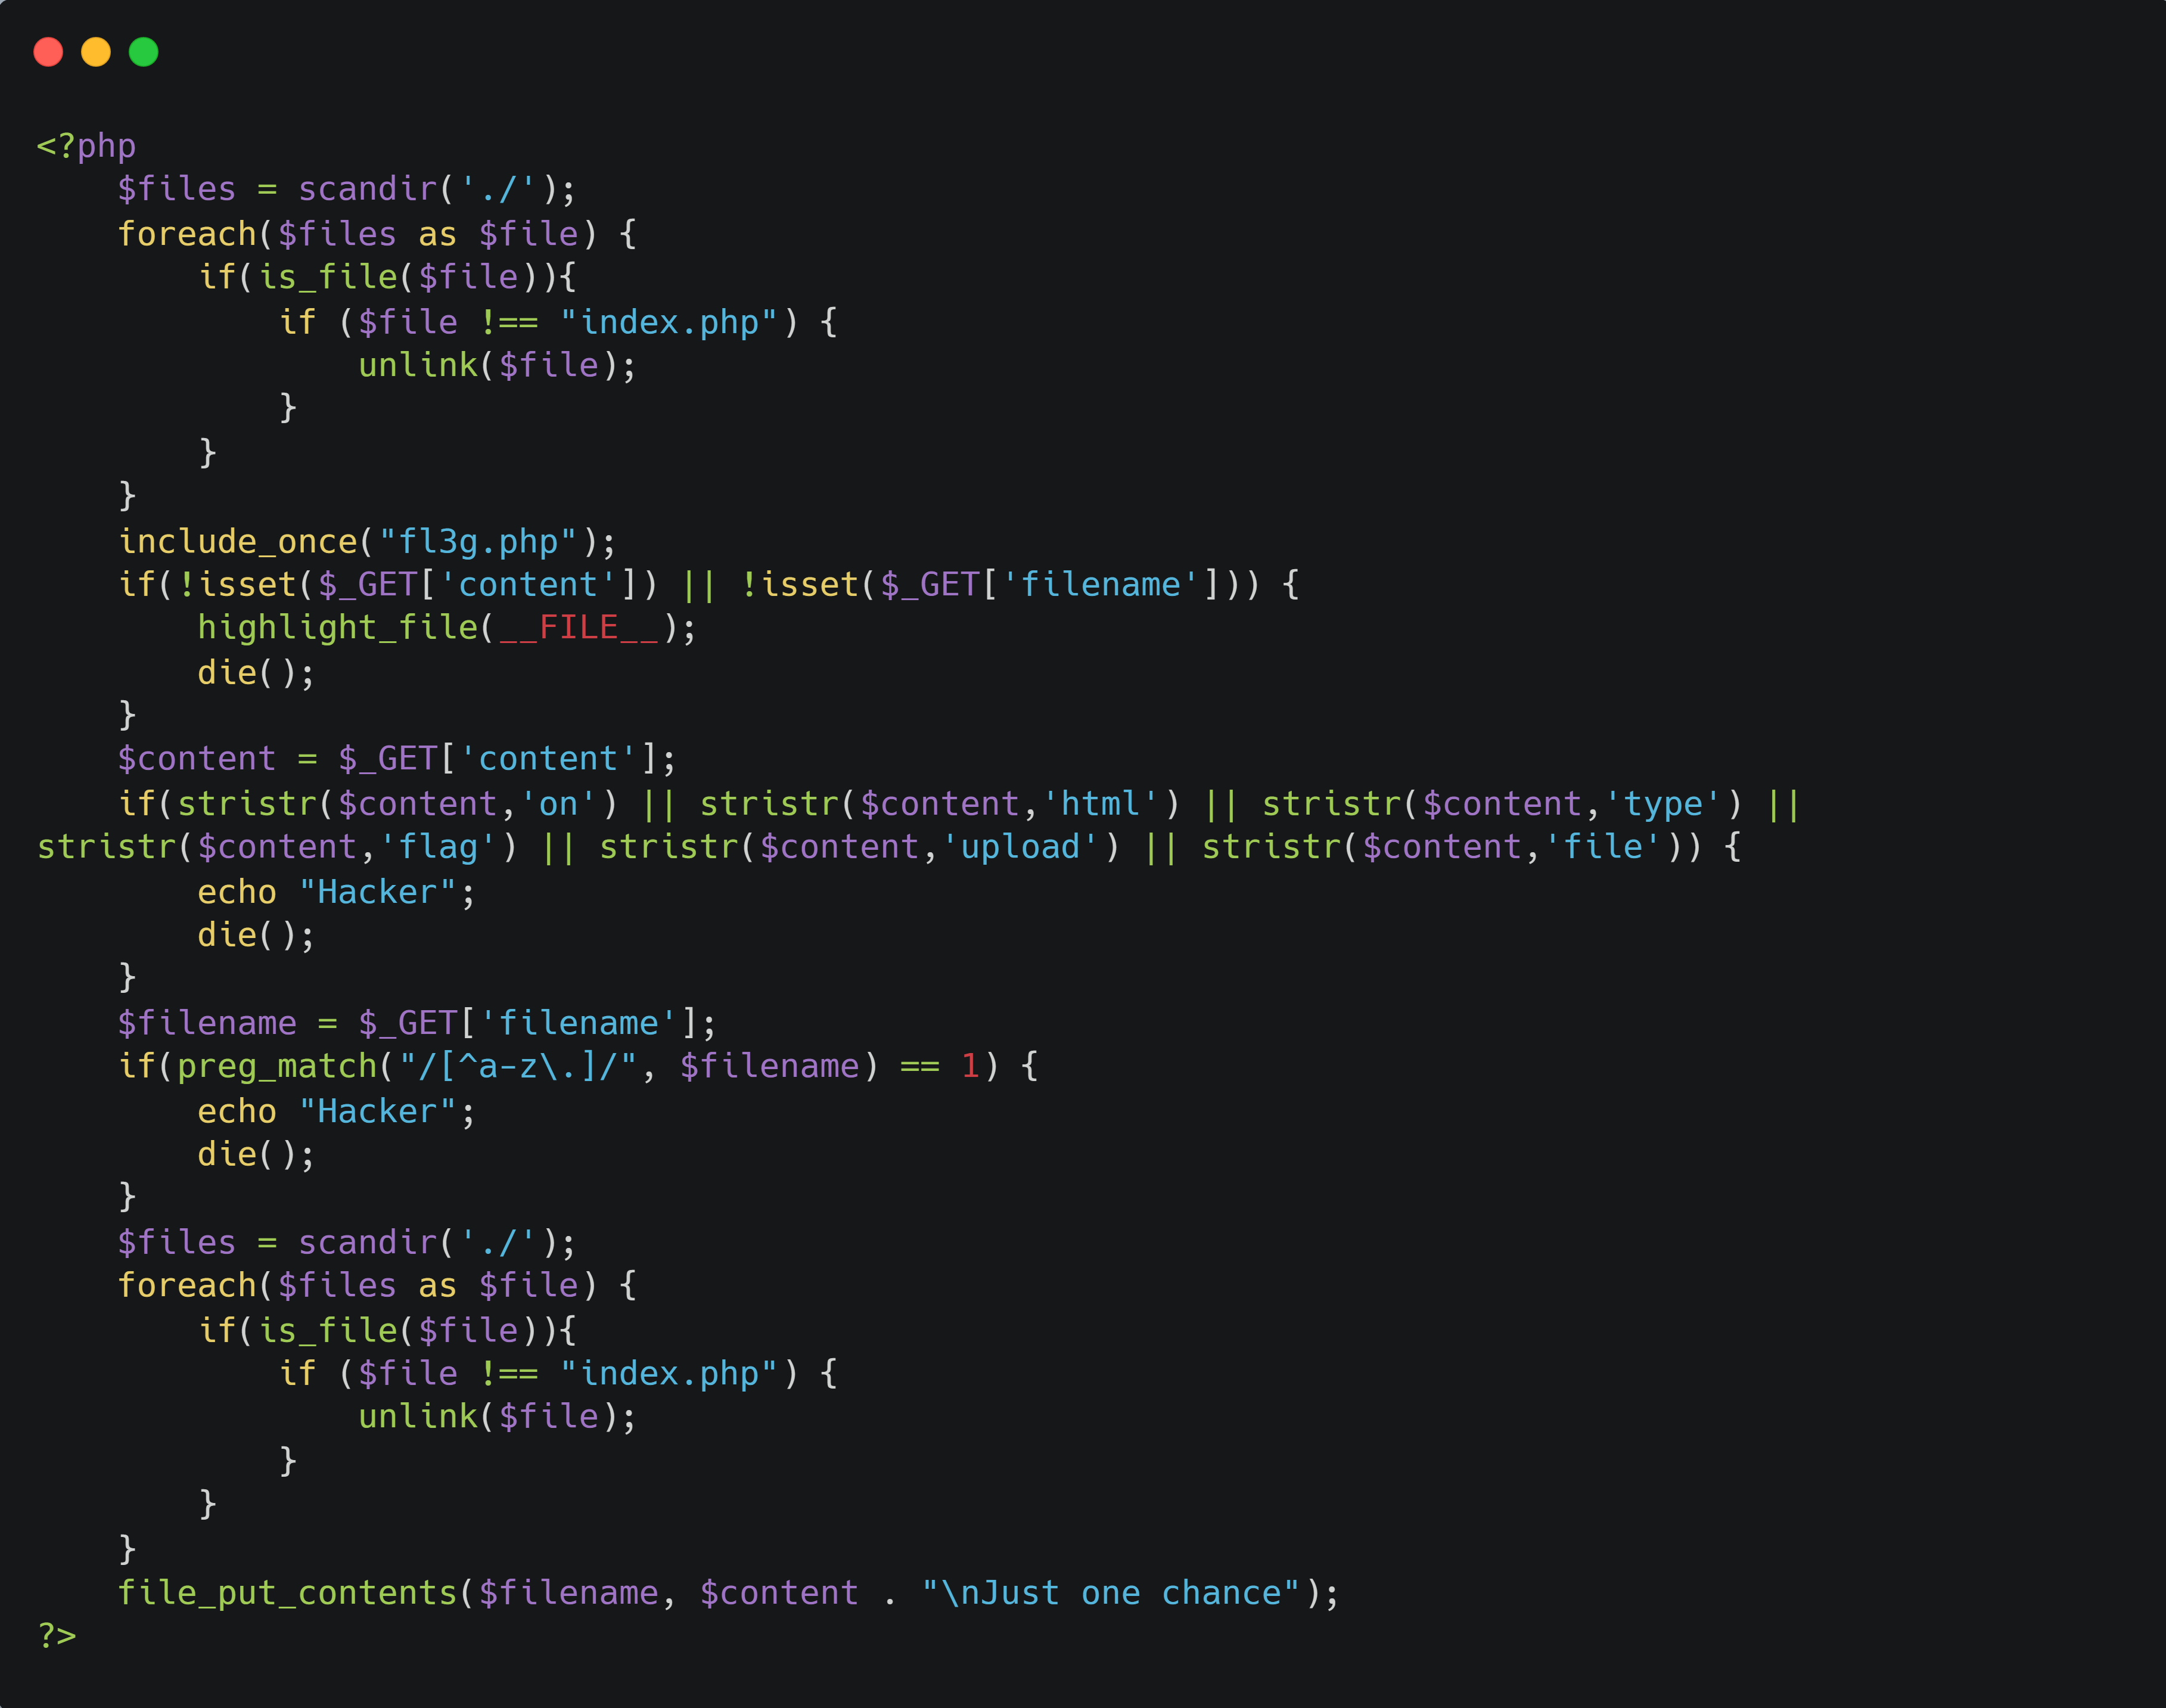 <?php
    $files = scandir('./');
    foreach($files as $file) {
        if(is_file($file)){
            if ($file !== "index.php") {
                unlink($file);
            }
        }
    }
    include_once("fl3g.php");
    if(!isset($_GET['content']) || !isset($_GET['filename'])) {
        highlight_file(__FILE__);
        die();
    }
    $content = $_GET['content'];
    if(stristr($content,'on') || stristr($content,'html') || stristr($content,'type') ||
stristr($content,'flag') || stristr($content,'upload') || stristr($content,'file')) {
        echo "Hacker";
        die();
    }
    $filename = $_GET['filename'];
    if(preg_match("/[^a-z\.]/", $filename) == 1) {
        echo "Hacker";
        die();
    }
    $files = scandir('./');
    foreach($files as $file) {
        if(is_file($file)){
            if ($file !== "index.php") {
                unlink($file);
            }
        }
    }
    file_put_contents($filename, $content . "\nJust one chance");
?>